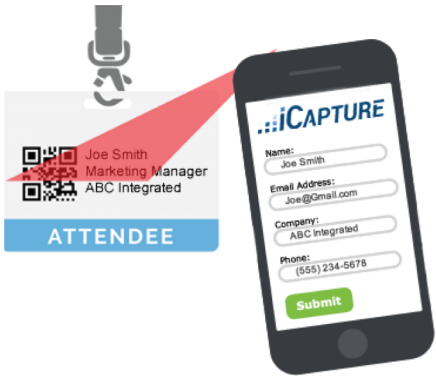 Joe Smith
Marketing Manager
ABC Integrated
ATTENDEE
iCAPTURE
Name:
Joe Smith
Email Address:
Joe@Gmail.com
Company:
ABC Integrated
Phone:
(555) 234-5678
Submit